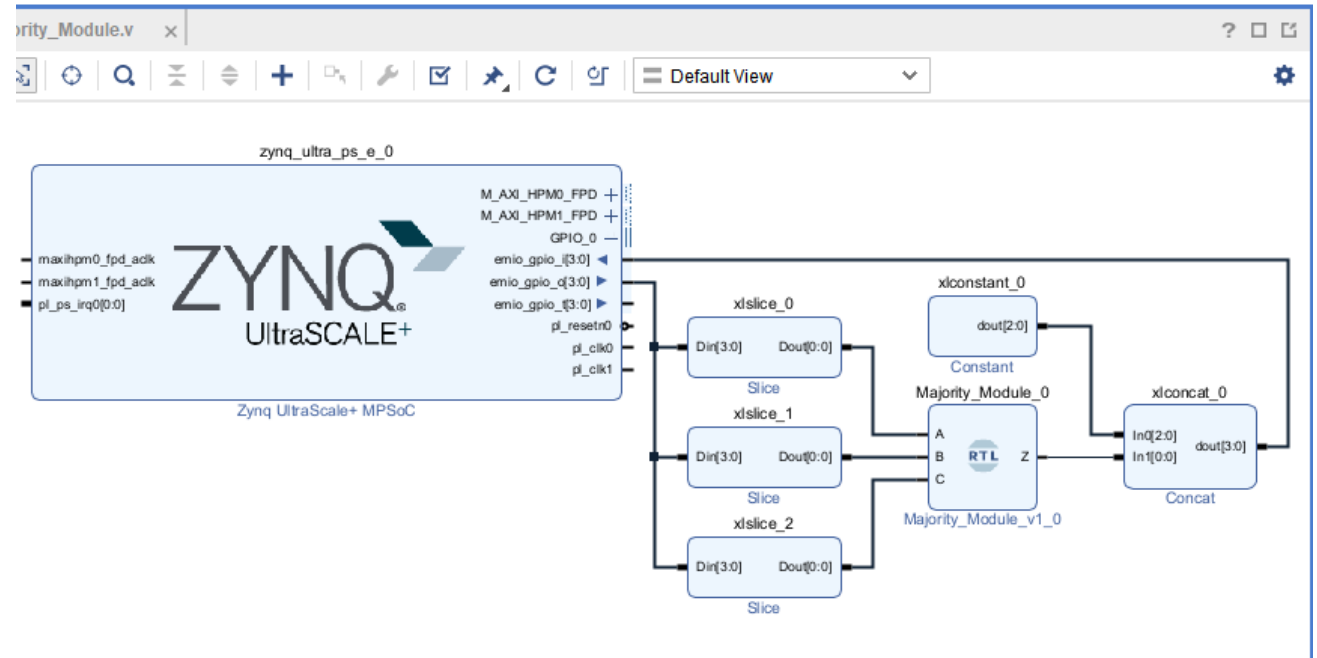 ority_Module.v
Default View
zynq_ultra_ps_e_0
M_AXI_HPM0_FPD
M_AXI_HPM1_FPD
GPIO_0
maxihpm0_fpd_aclk
maxihpm1_fpd_aclk
pl_ps_irq0[0:0]
ZYNQ
UltraSCALE+
emio_gpio_i[3:0]
emio_gpio_o[3:0]
emio_gpio_t[3:0]
pl_resetn0
pl_clk0
pl_clk1
Zynq UltraScale+ MPSoC
xlslice_0
Din[3:0] Dout[0:0]
Slice
xlslice_1
Din[3:0] Dout[0:0]
Slice
xlslice_2
Din[3:0] Dout[0:0]
Slice
xlconstant_0
dout[2:0]
Constant
Majority_Module_0
A
B RTL Z
C
Majority_Module_v1_0
xlconcat_0
In0[2:0]
In1[0:0]
dout[3:0]
Concat